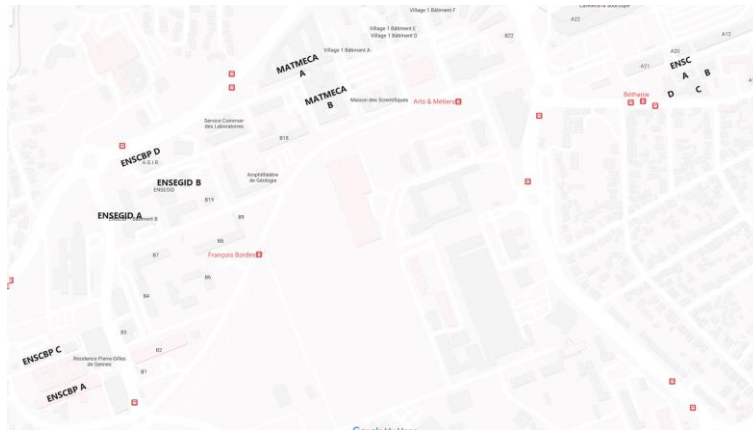 Village 1 Bâtiment F
A22
Village 1 Bâtiment E
Village 1 Bâtiment D
B22
A12
Village 1 Bâtiment A
A20
ENSC
A21
A
B
MATMECA
A
C
D
Béthanie
MATMECA
B
Maison des Scientifiques
Arts & Métiers
Service Commun
des Laboratoires
B18
ENSCBP D
A.G.I.R.
Amphithéâtre
de Géologie
ENSEGID B
ENSEGID
B15
ENSEGID A
Bâtiment B
B9
B8
François Bordes
B7
B6
B4
B3
ENSCBP C
B2
Résidence Pierre Gilles
de Gennes
B1
ENSCBP A